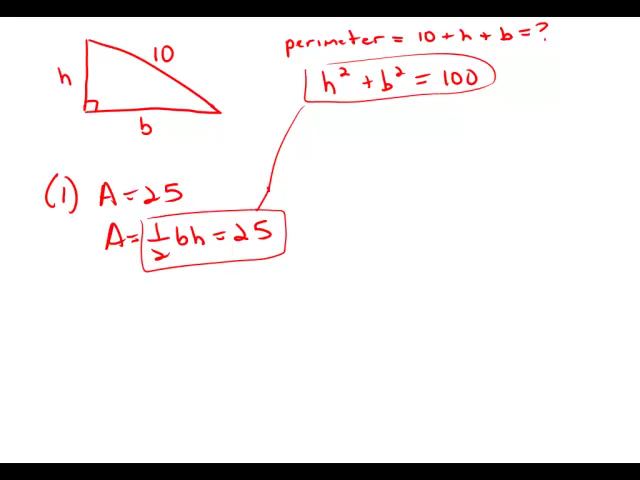 perimeter = 10 + h + b = ?
10
h
h² + b² = 100
b
(1) A = 25
A = 1/2 bh = 25